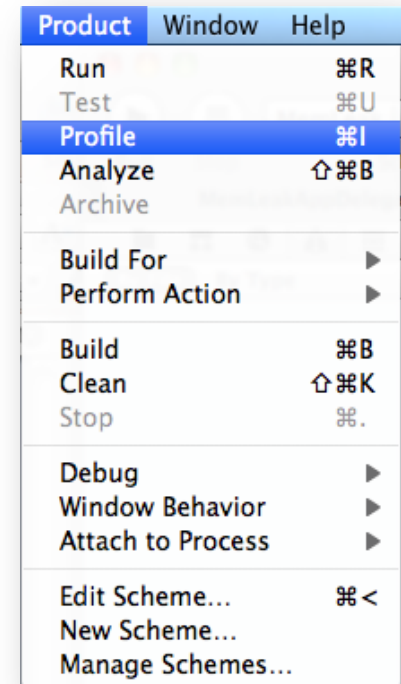 Product Window Help
Run ⌘R
Test ⌘U
Profile ⌘I
Analyze ⇧⌘B
Archive
Build For ▶
Perform Action ▶
Build ⌘B
Clean ⇧⌘K
Stop ⌘.
Debug ▶
Window Behavior ▶
Attach to Process ▶
Edit Scheme... ⌘<
New Scheme...
Manage Schemes...